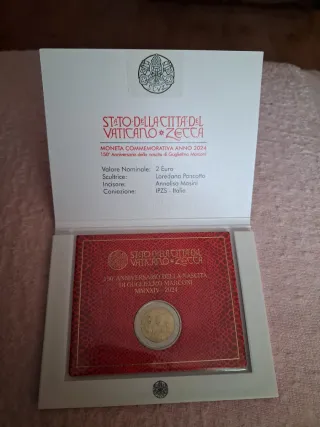 STATO·DELLA·CITTÀ·DEL
VATICANO·ZECCA
MONETA COMMEMORATIVA ANNO 2024
150° Anniversario della nascita di Guglielmo Marconi
Valore Nominale: 2 Euro
Scultrice: Loredana Pancotto
Incisore: Annalisa Masini
Coniazione: IPZS - Italia
STATO·DELLA·CITTÀ·DEL
VATICANO·ZECCA
150° ANNIVERSARIO DELLA NASCITA
DI GUGLIELMO MARCONI
MMXXIV - 2024